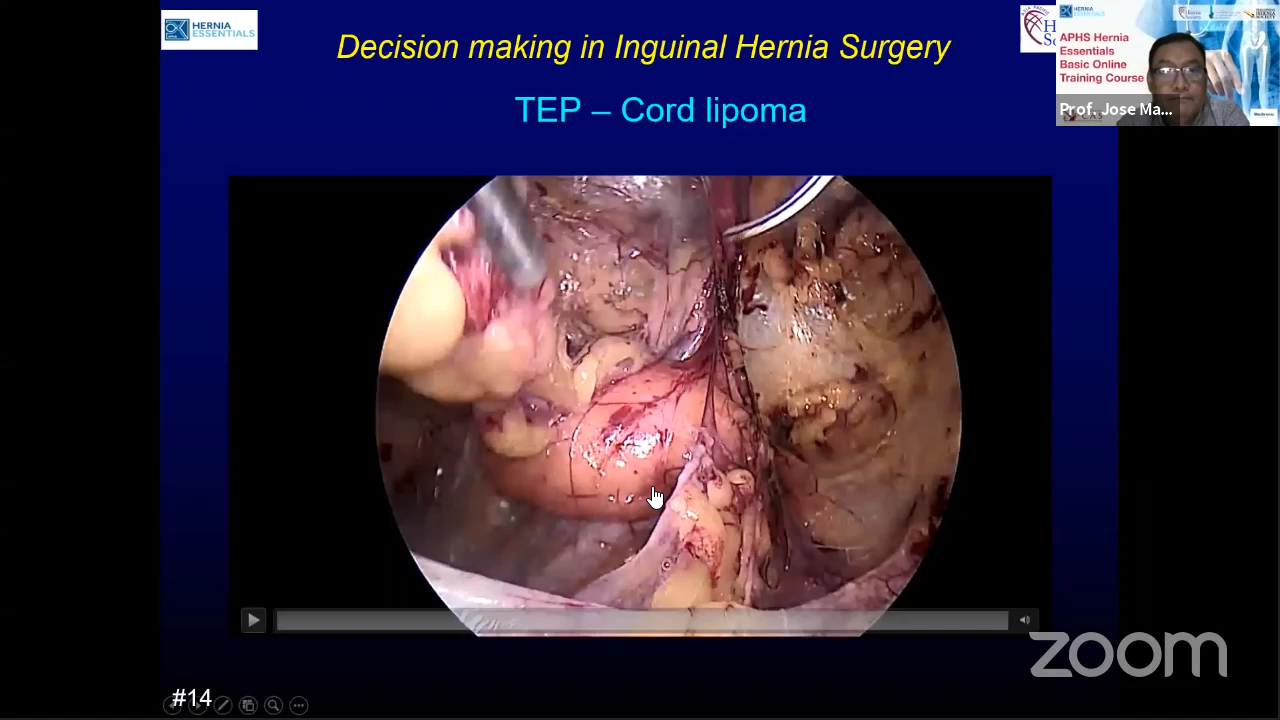 HERNIA
ESSENTIALS
Decision making in Inguinal Hernia Surgery
TEP – Cord lipoma
HERNIA
ESSENTIALS
APHS Hernia
Essentials
Basic Online
Training Course
Prof. Jose Ma...
zoom
#14